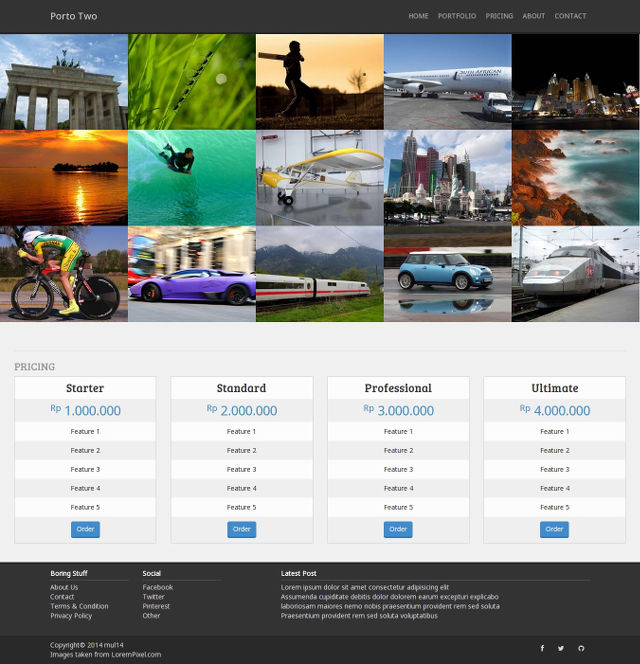 Porto Two
HOME PORTFOLIO PRICING ABOUT CONTACT
SOUTH AFRICAN
PRICING
Starter
Rp 1.000.000
Feature 1
Feature 2
Feature 3
Feature 4
Feature 5
Order
Standard
Rp 2.000.000
Feature 1
Feature 2
Feature 3
Feature 4
Feature 5
Order
Professional
Rp 3.000.000
Feature 1
Feature 2
Feature 3
Feature 4
Feature 5
Order
Ultimate
Rp 4.000.000
Feature 1
Feature 2
Feature 3
Feature 4
Feature 5
Order
Boring Stuff
About Us
Contact
Terms & Condition
Privacy Policy
Social
Facebook
Twitter
Pinterest
Other
Latest Post
Lorem ipsum dolor sit amet consectetur adipisicing elit
Assumenda cupiditate debitis dolor dolorem earum excepturi explicabo
laboriosam maiores nemo nobis praesentium provident rem sed soluta
Praesentium provident rem sed soluta voluptatibus
Copyright© 2014 mul14
Images taken from LoremPixel.com